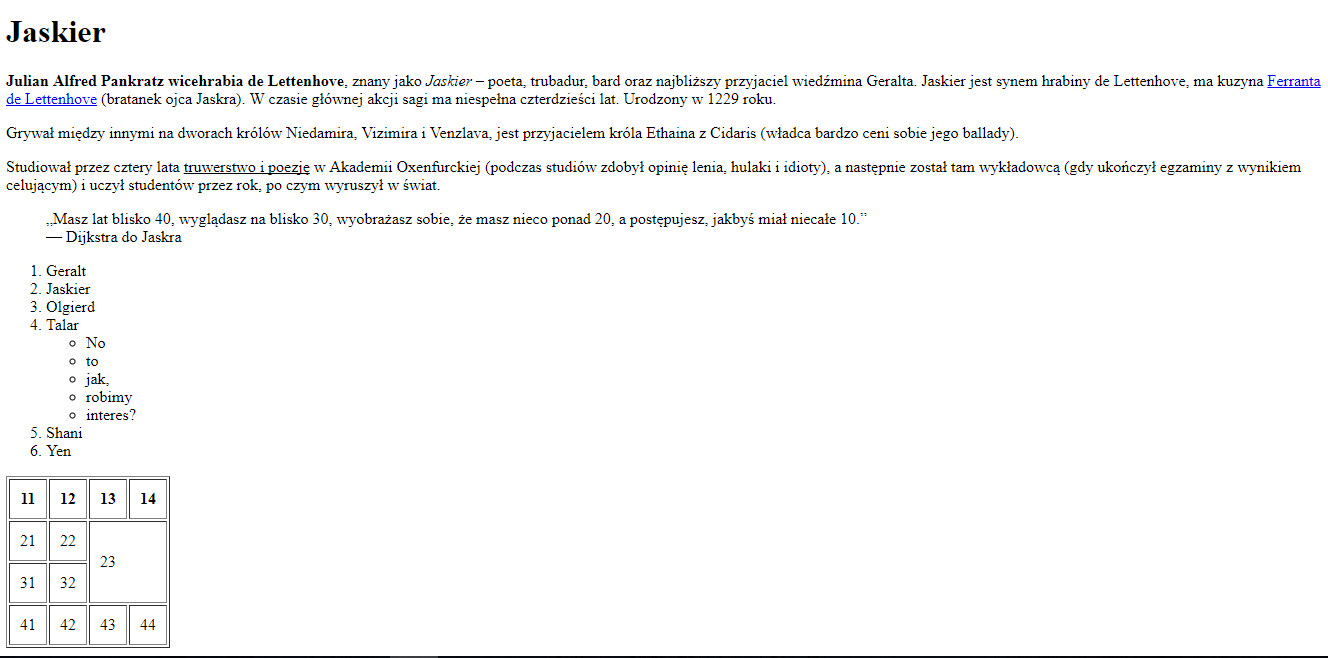 Jaskier
Julian Alfred Pankratz wicehrabia de Lettenhove, znany jako Jaskier – poeta, trubadur, bard oraz najbliższy przyjaciel wiedźmina Geralta. Jaskier jest synem hrabiny de Lettenhove, ma kuzyna Ferranta
de Lettenhove (bratanek ojca Jaskra). W czasie głównej akcji sagi ma niespełna czterdzieści lat. Urodzony w 1229 roku.
Grywał między innymi na dworach królów Niedamira, Vizimira i Venzlava, jest przyjacielem króla Ethaina z Cidaris (władca bardzo ceni sobie jego ballady).
Studiował przez cztery lata truwerstwo i poezję w Akademii Oxenfurckiej (podczas studiów zdobył opinię lenia, hulaki i idioty), a następnie został tam wykładowcą (gdy ukończył egzaminy z wynikiem
celującym) i uczył studentów przez rok, po czym wyruszył w świat.
„Masz lat blisko 40, wyglądasz na blisko 30, wyobrażasz sobie, że masz nieco ponad 20, a postępujesz, jakbyś miał niecałe 10.”
— Dijkstra do Jaskra
1. Geralt
2. Jaskier
3. Olgierd
4. Talar
○ No
○ to
○ jak,
○ robimy
○ interes?
5. Shani
6. Yen
11 12 13 14
21 22
23
31 32
41 42 43 44